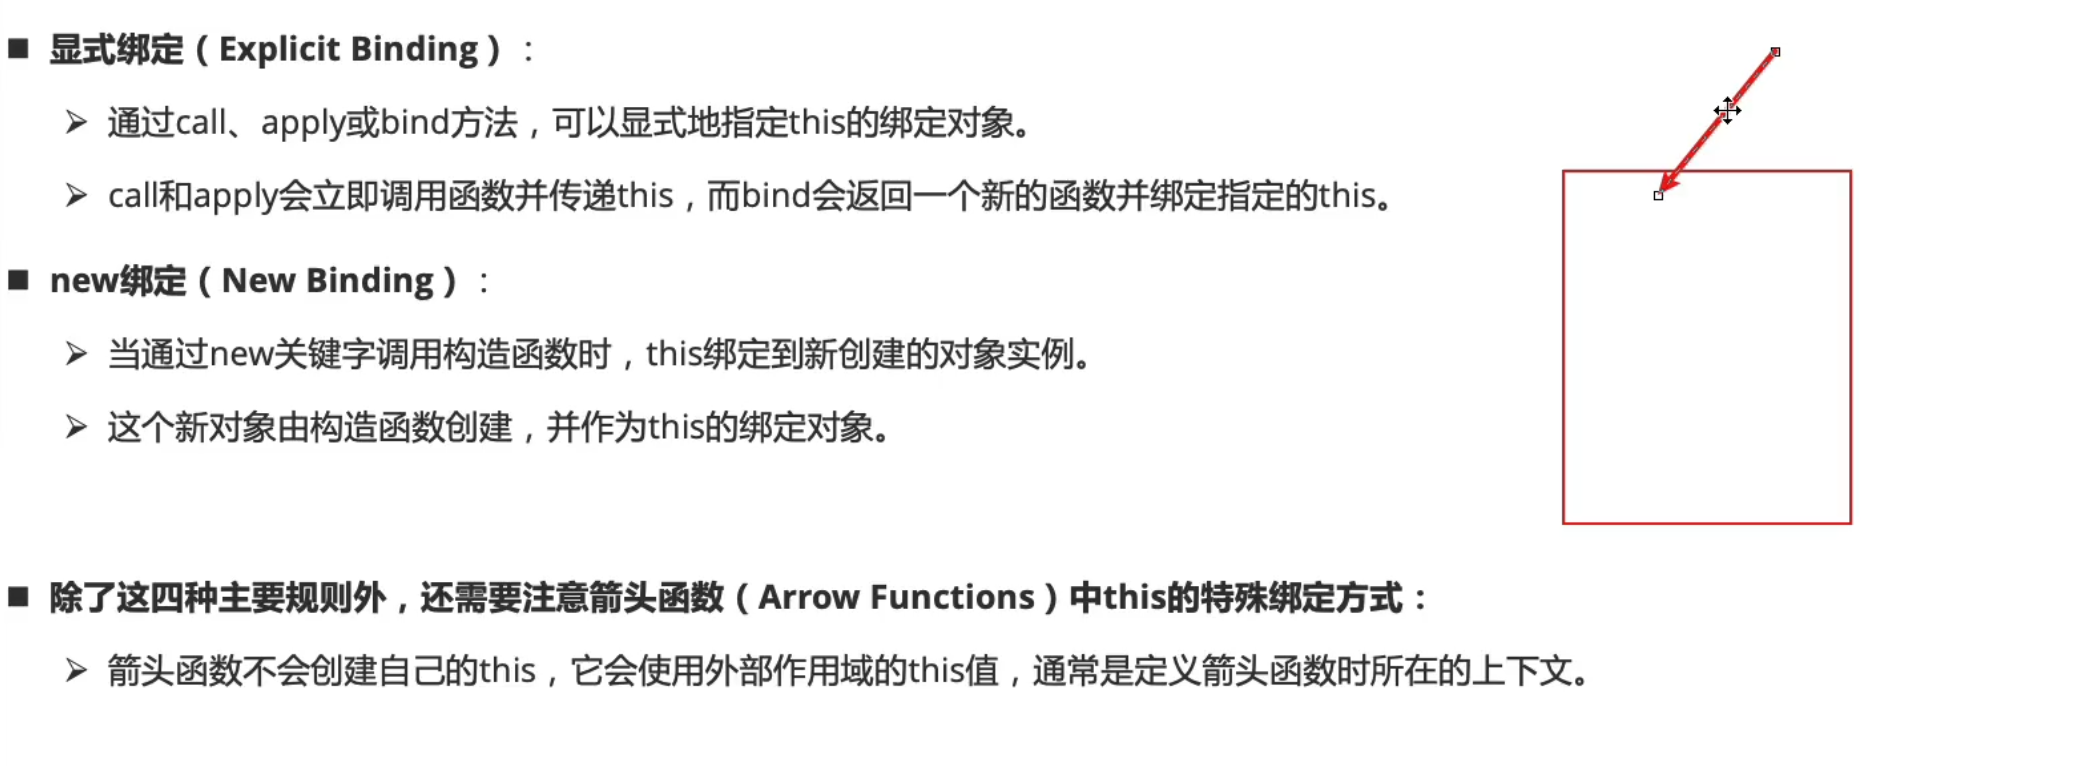 ■ 显式绑定（Explicit Binding）：
➢ 通过call、apply或bind方法，可以显式地指定this的绑定对象。
➢ call和apply会立即调用函数并传递this，而bind会返回一个新的函数并绑定指定的this。
■ new绑定（New Binding）：
➢ 当通过new关键字调用构造函数时，this绑定到新创建的对象实例。
➢ 这个新对象由构造函数创建，并作为this的绑定对象。
■ 除了这四种主要规则外，还需要注意箭头函数（Arrow Functions）中this的特殊绑定方式：
➢ 箭头函数不会创建自己的this，它会使用外部作用域的this值，通常是定义箭头函数时所在的上下文。